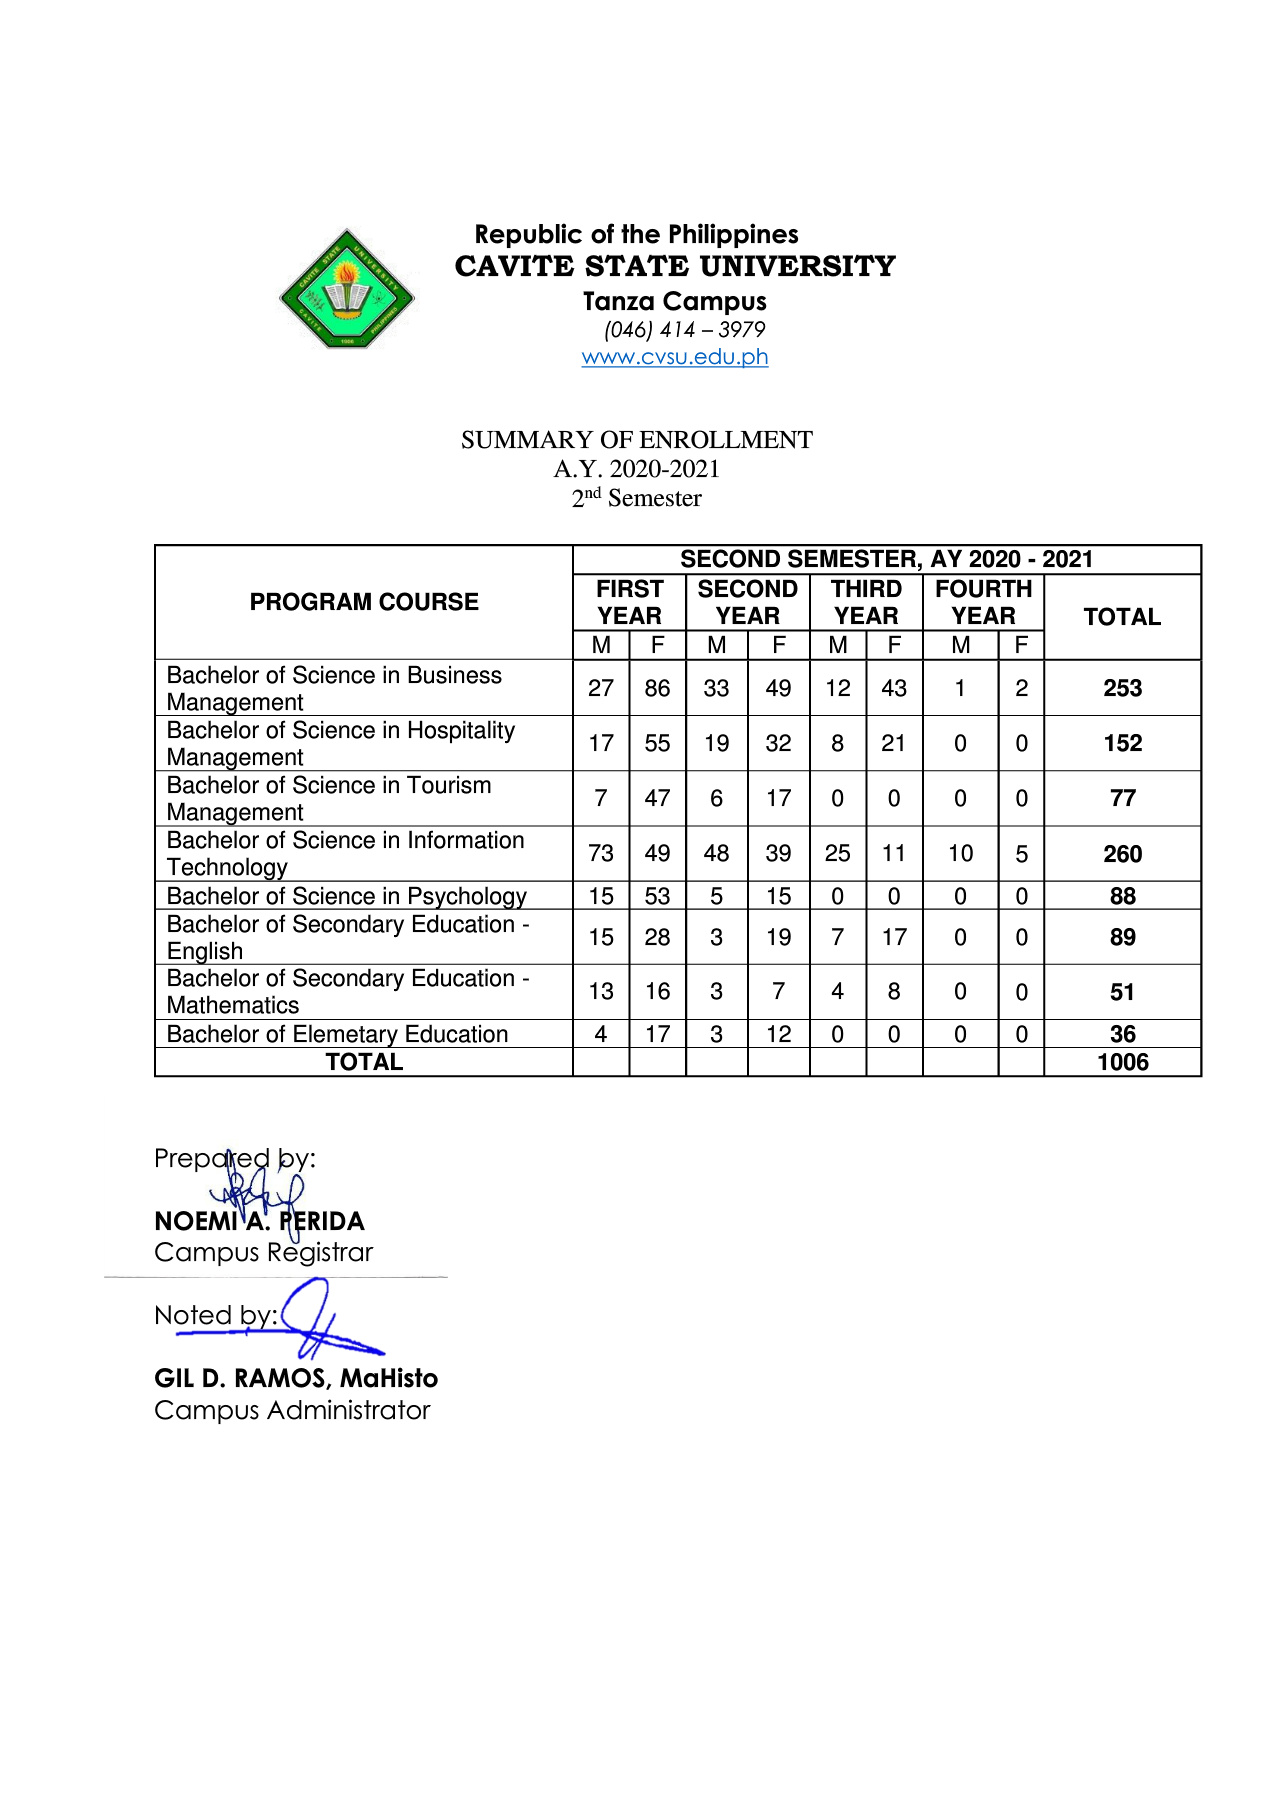 Republic of the Philippines
CAVITE STATE UNIVERSITY
Tanza Campus
(046) 414 – 3979
www.cvsu.edu.ph
CAVITE STATE UNIVERSITY
CAVITE PHILIPPINES
1906
SUMMARY OF ENROLLMENT
A.Y. 2020-2021
2nd Semester
PROGRAM COURSE
SECOND SEMESTER, AY 2020 - 2021
FIRST YEAR SECOND YEAR THIRD YEAR FOURTH YEAR TOTAL
M F M F M F M F
Bachelor of Science in Business
Management 27 86 33 49 12 43 1 2 253
Bachelor of Science in Hospitality
Management 17 55 19 32 8 21 0 0 152
Bachelor of Science in Tourism
Management 7 47 6 17 0 0 0 0 77
Bachelor of Science in Information
Technology 73 49 48 39 25 11 10 5 260
Bachelor of Science in Psychology 15 53 5 15 0 0 0 0 88
Bachelor of Secondary Education -
English 15 28 3 19 7 17 0 0 89
Bachelor of Secondary Education -
Mathematics 13 16 3 7 4 8 0 0 51
Bachelor of Elemetary Education 4 17 3 12 0 0 0 0 36
TOTAL 1006
Prepared by:
NOEMI A. PERIDA
Campus Registrar
Noted by:
GIL D. RAMOS, MaHisto
Campus Administrator